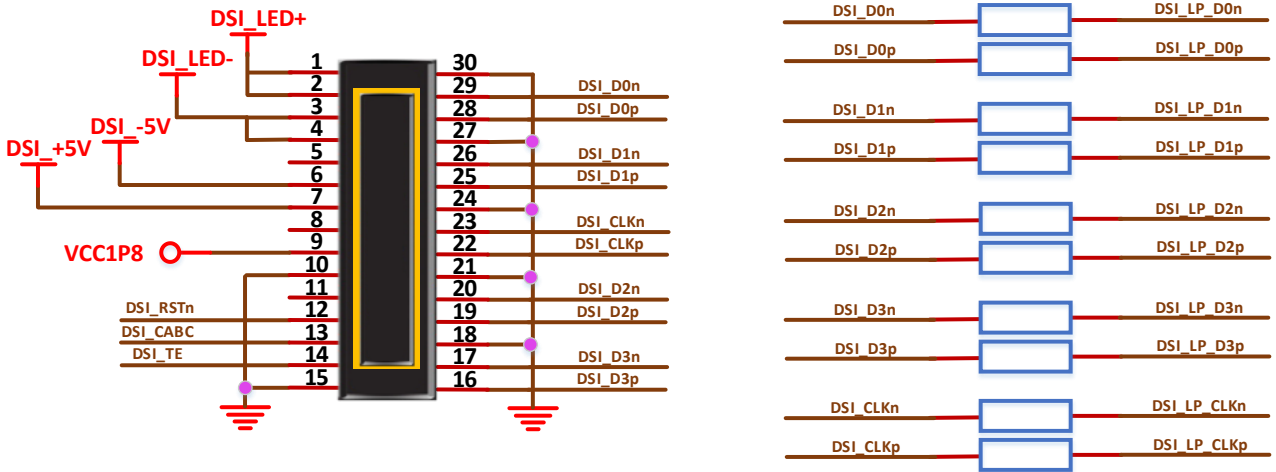 DSI_LED+
DSI_LED-
DSI_-5V
DSI_+5V
VCC1P8
DSI_RSTn
DSI_CABC
DSI_TE
1
2
3
4
5
6
7
8
9
10
11
12
13
14
15
30
29 DSI_D0n
28 DSI_D0p
27
26 DSI_D1n
25 DSI_D1p
24
23 DSI_CLKn
22 DSI_CLKp
21
20 DSI_D2n
19 DSI_D2p
18
17 DSI_D3n
16 DSI_D3p
DSI_D0n DSI_LP_D0n
DSI_D0p DSI_LP_D0p
DSI_D1n DSI_LP_D1n
DSI_D1p DSI_LP_D1p
DSI_D2n DSI_LP_D2n
DSI_D2p DSI_LP_D2p
DSI_D3n DSI_LP_D3n
DSI_D3p DSI_LP_D3p
DSI_CLKn DSI_LP_CLKn
DSI_CLKp DSI_LP_CLKp